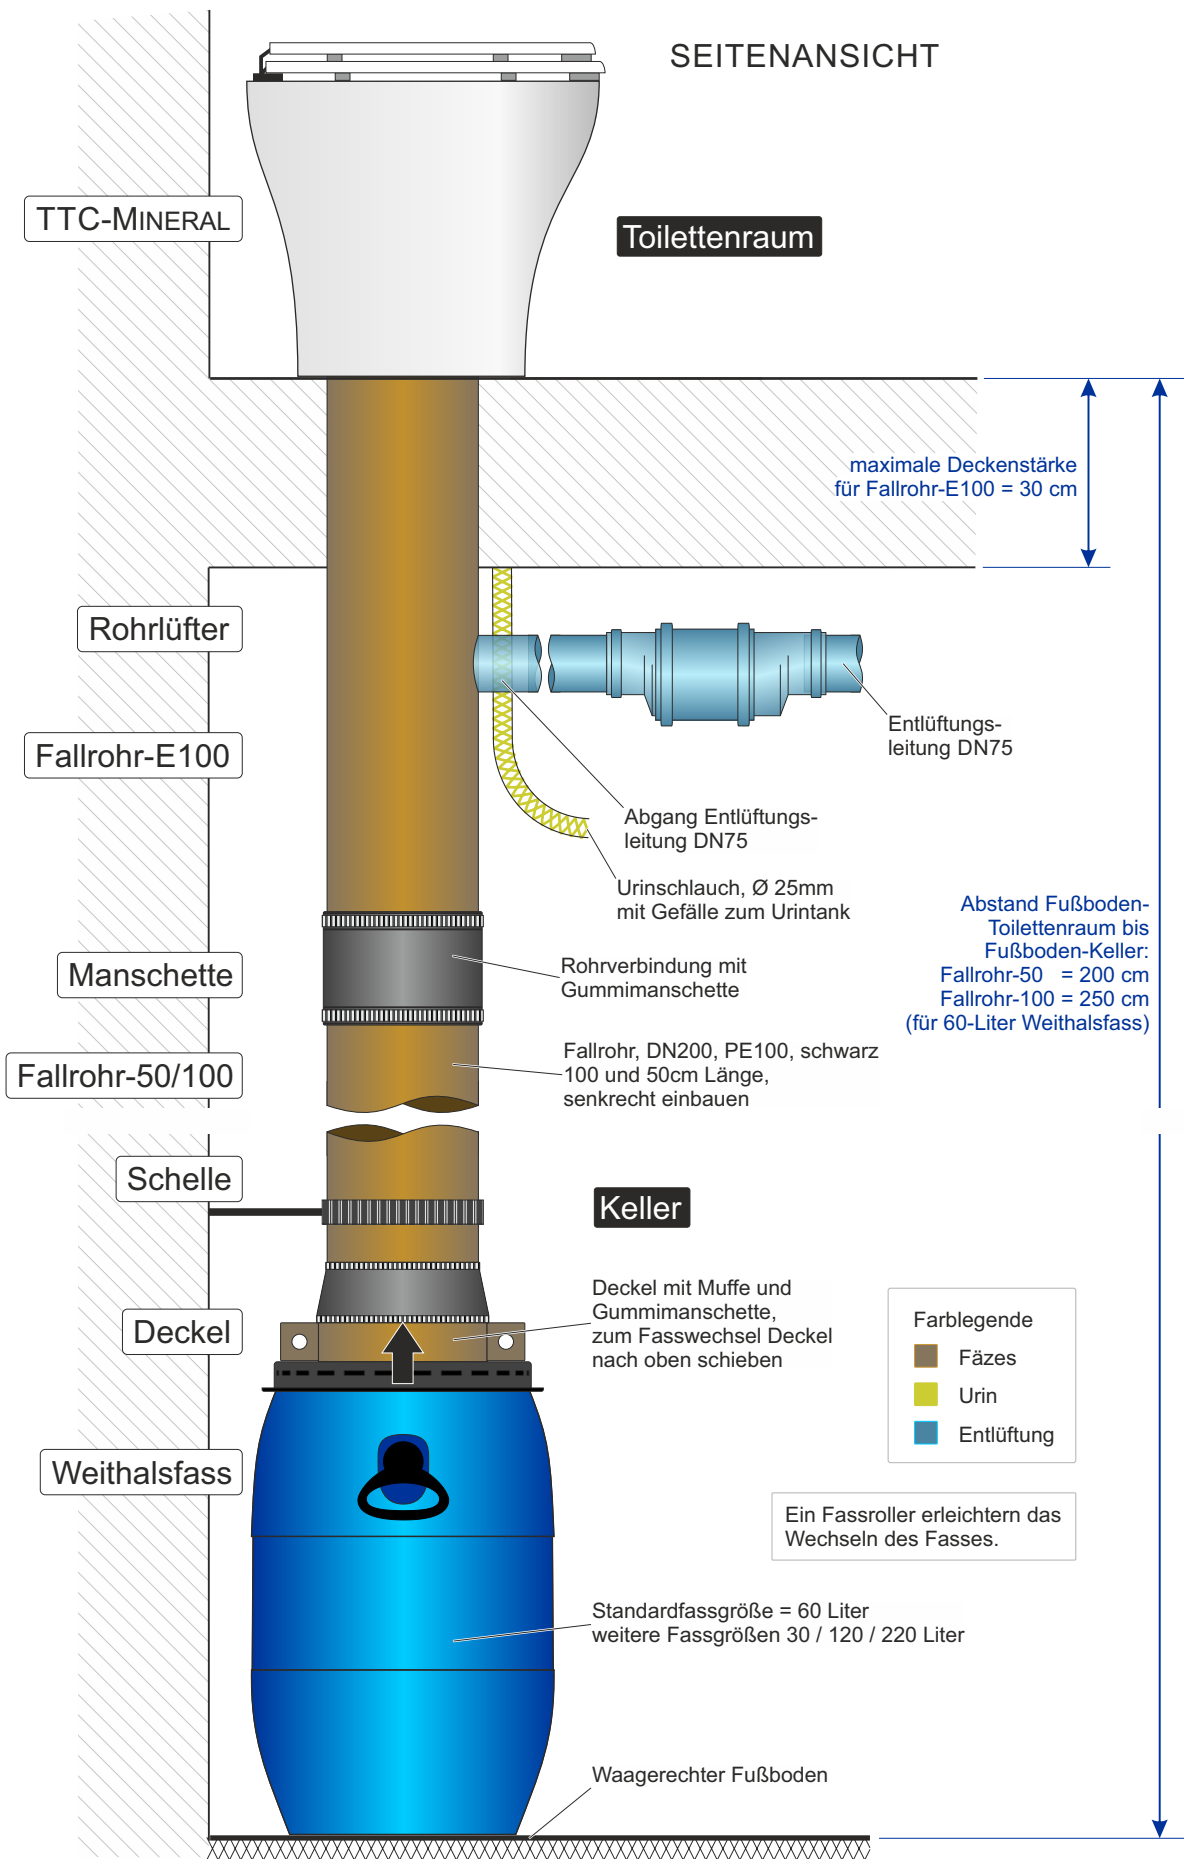 SEITENANSICHT
TTC-MINERAL
Toilettenraum
maximale Deckenstärke
für Fallrohr-E100 = 30 cm
Rohrlüfter
Fallrohr-E100
Entlüftungs-
leitung DN75
Abgang Entlüftungs-
leitung DN75
Urinschlauch, Ø 25mm
mit Gefälle zum Urintank
Abstand Fußboden-
Toilettenraum bis
Fußboden-Keller:
Fallrohr-50 = 200 cm
Fallrohr-100 = 250 cm
(für 60-Liter Weithalsfass)
Manschette
Rohrverbindung mit
Gummimanschette
Fallrohr-50/100
Fallrohr, DN200, PE100, schwarz
100 und 50cm Länge,
senkrecht einbauen
Schelle
Keller
Deckel
Deckel mit Muffe und
Gummimanschette,
zum Fasswechsel Deckel
nach oben schieben
Farblegende
Fäzes
Urin
Entlüftung
Weithalsfass
Ein Fassroller erleichtern das
Wechseln des Fasses.
Standardfassgröße = 60 Liter
weitere Fassgrößen 30 / 120 / 220 Liter
Waagerechter Fußboden